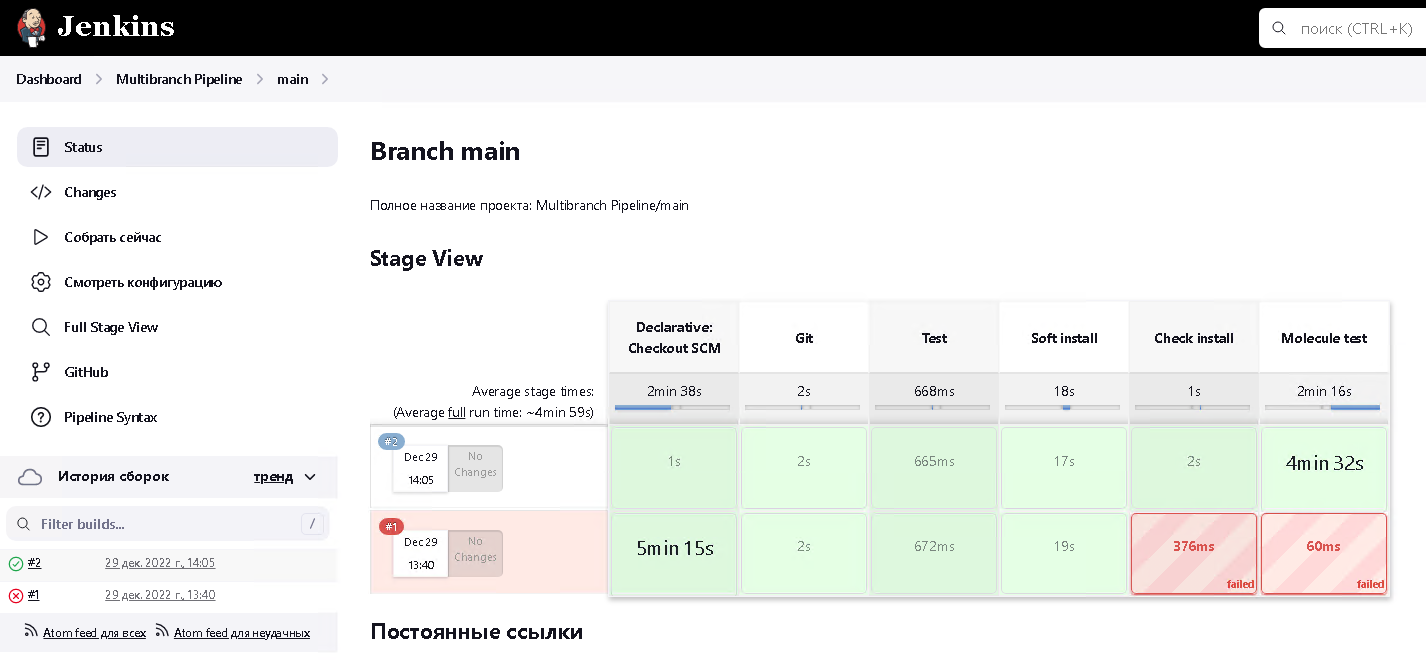 Jenkins
поиск (CTRL+K)
Dashboard
Multibranch Pipeline
main
Status
Changes
Собрать сейчас
Смотреть конфигурацию
Full Stage View
GitHub
Pipeline Syntax
История сборок
тренд
Filter builds...
/
#2
29 дек. 2022 г., 14:05
#1
29 дек. 2022 г., 13:40
Atom feed для всех
Atom feed для неудачных
Branch main
Полное название проекта: Multibranch Pipeline/main
Stage View
Declarative:
Checkout SCM
Git
Test
Soft install
Check install
Molecule test
Average stage times:
(Average full run time: ~4min 59s)
2min 38s
2s
668ms
18s
1s
2min 16s
#2
Dec 29
14:05
No
Changes
1s
2s
665ms
17s
2s
4min 32s
#1
Dec 29
13:40
No
Changes
5min 15s
2s
672ms
19s
376ms
failed
60ms
failed
Постоянные ссылки